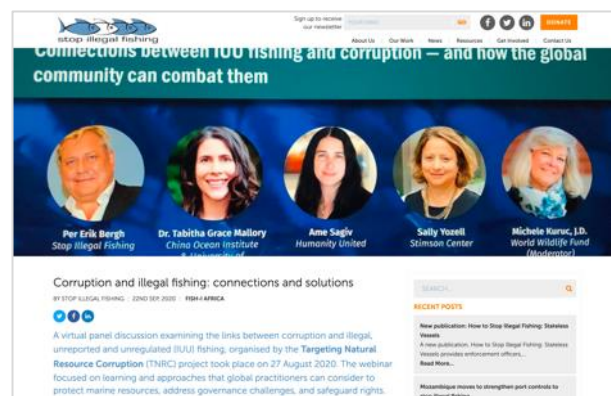 stop illegal fishing
Sign up to receive
our newsletter
GO
DONATE
About Us
Our Work
News
Resources
Get Involved
Contact Us
Connections between IUU fishing and corruption — and how the global
community can combat them
Per Erik Bergh
Stop Illegal Fishing
Dr. Tabitha Grace Mallory
China Ocean Institute
& University of
Ame Sagiv
Humanity United
Sally Yozell
Stimson Center
Michele Kuruc, J.D.
World Wildlife Fund
(Moderator)
Corruption and illegal fishing: connections and solutions
BY STOP ILLEGAL FISHING | 22ND SEP, 2020 | FISH-I AFRICA
A virtual panel discussion examining the links between corruption and illegal,
unreported and unregulated (IUU) fishing, organised by the Targeting Natural
Resource Corruption (TNRC) project took place on 27 August 2020. The webinar
focused on learning and approaches that global practitioners can consider to
protect marine resources, address governance challenges, and safeguard rights.
SEARCH...
RECENT POSTS
New publication: How to Stop Illegal Fishing: Stateless
Vessels
A new publication, How to Stop Illegal Fishing: Stateless
Vessels provides enforcement officers,...
Read More...
Mozambique moves to strengthen port controls to